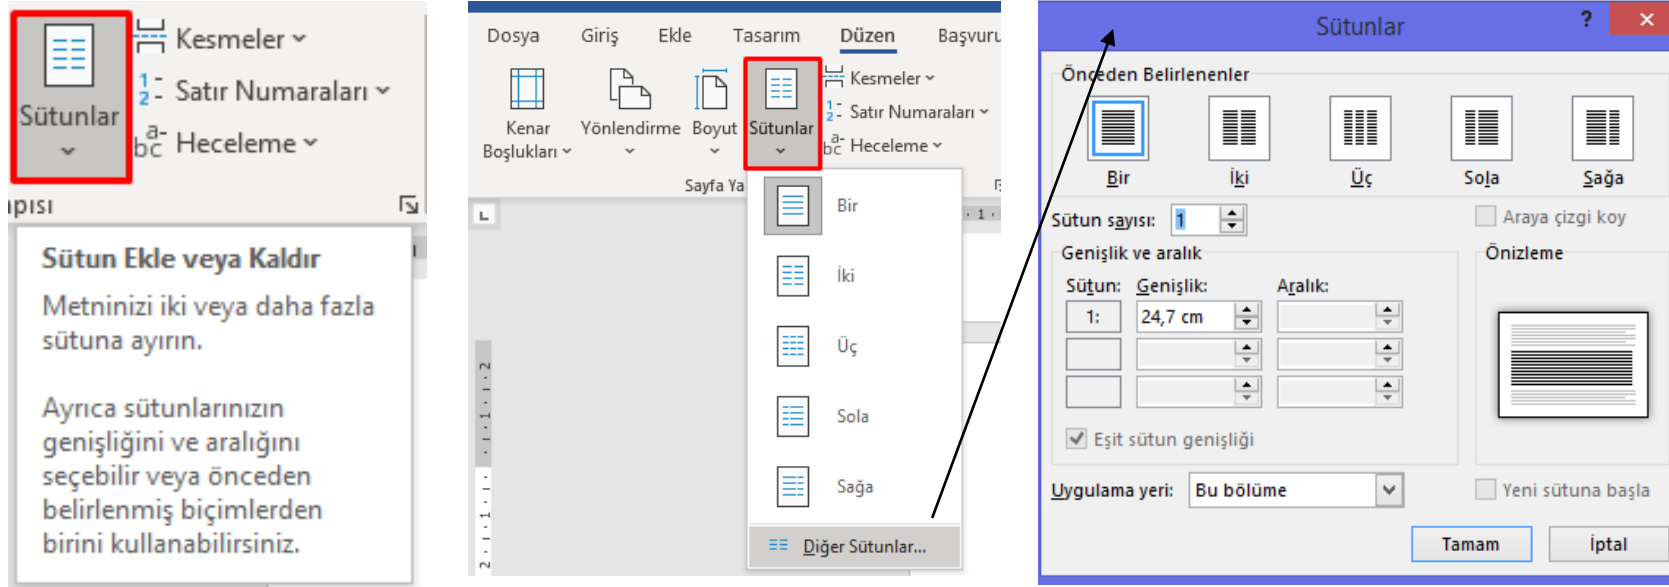 Sütunlar
Kesmeler
Satır Numaraları
Heceleme
Sütun Ekle veya Kaldır
Metninizi iki veya daha fazla
sütuna ayırın.
Ayrıca sütunlarınızın
genişliğini ve aralığını
seçebilir veya önceden
belirlenmiş biçimlerden
birini kullanabilirsiniz.
Dosya Giriş Ekle Tasarım Düzen
Kenar
Boşlukları
Yönlendirme
Boyut
Sütunlar
Kesmeler
Satır Numaraları
Heceleme
Sayfa Ya
Bir
İki
Üç
Sola
Sağa
Diğer Sütunlar...
Sütunlar ?
Önceden Belirlenenler
Bir İki Üç Sola Sağa
Sütun sayısı: 1
Araya çizgi koy
Genişlik ve aralık
Önizleme
Sütun: Genişlik: Aralık:
1: 24,7 cm
Eşit sütun genişliği
Uygulama yeri: Bu bölüme
Yeni sütuna başla
Tamam İptal